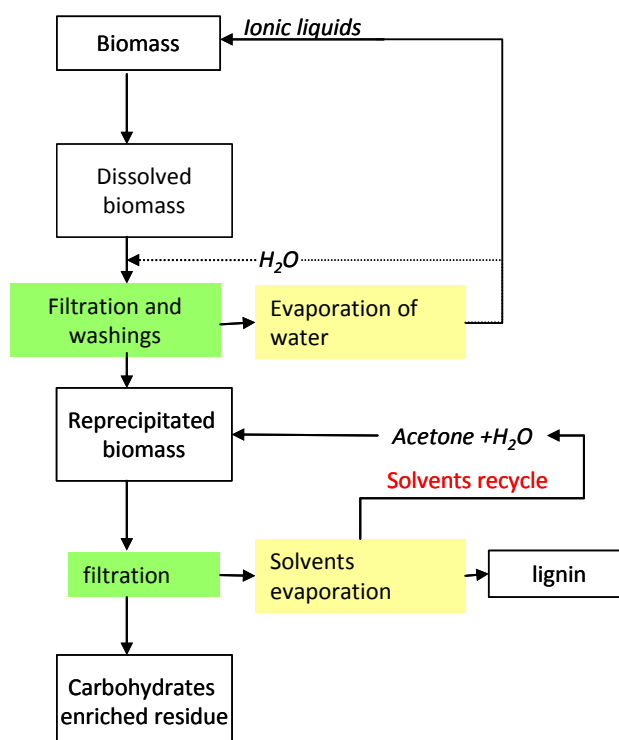 Ionic liquids
Biomass
Dissolved
biomass
H₂O
Filtration and
washings
Evaporation of
water
Reprecipitated
biomass
Acetone +H₂O
Solvents recycle
filtration
Solvents
evaporation
lignin
Carbohydrates
enriched residue